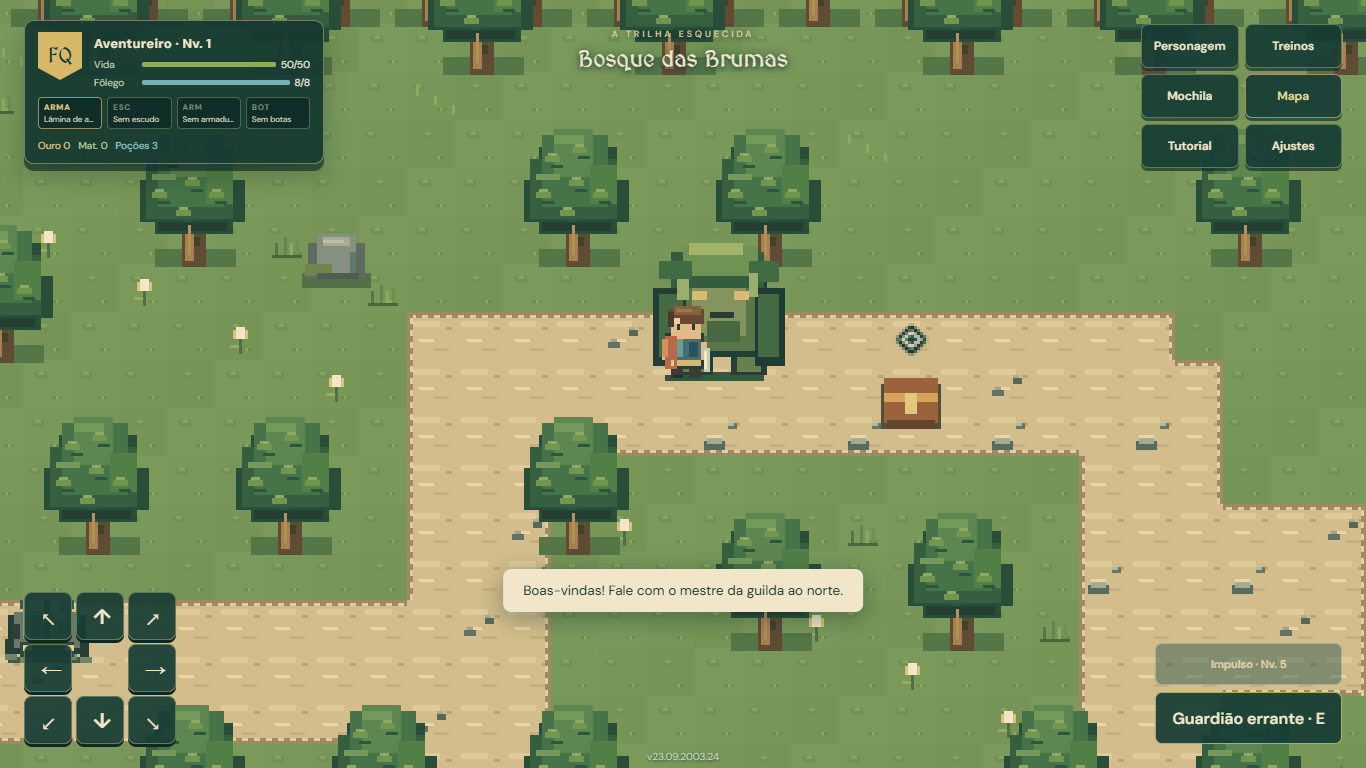 FQ
Aventureiro · Nv. 1
Vida 50/50
Fôlego 8/8
ARMA
Lâmina de a...
ESC
Sem escudo
ARM
Sem armadu...
BOT
Sem botas
Ouro 0 Mat. 0 Poções 3
A TRILHA ESQUECIDA
Bosque das Brumas
Personagem
Treinos
Mochila
Mapa
Tutorial
Ajustes
Boas-vindas! Fale com o mestre da guilda ao norte.
↖ ↑ ↗
← →
↙ ↓ ↘
Impulso · Nv. 5
Guardião errante · E
v23.09.2003.24